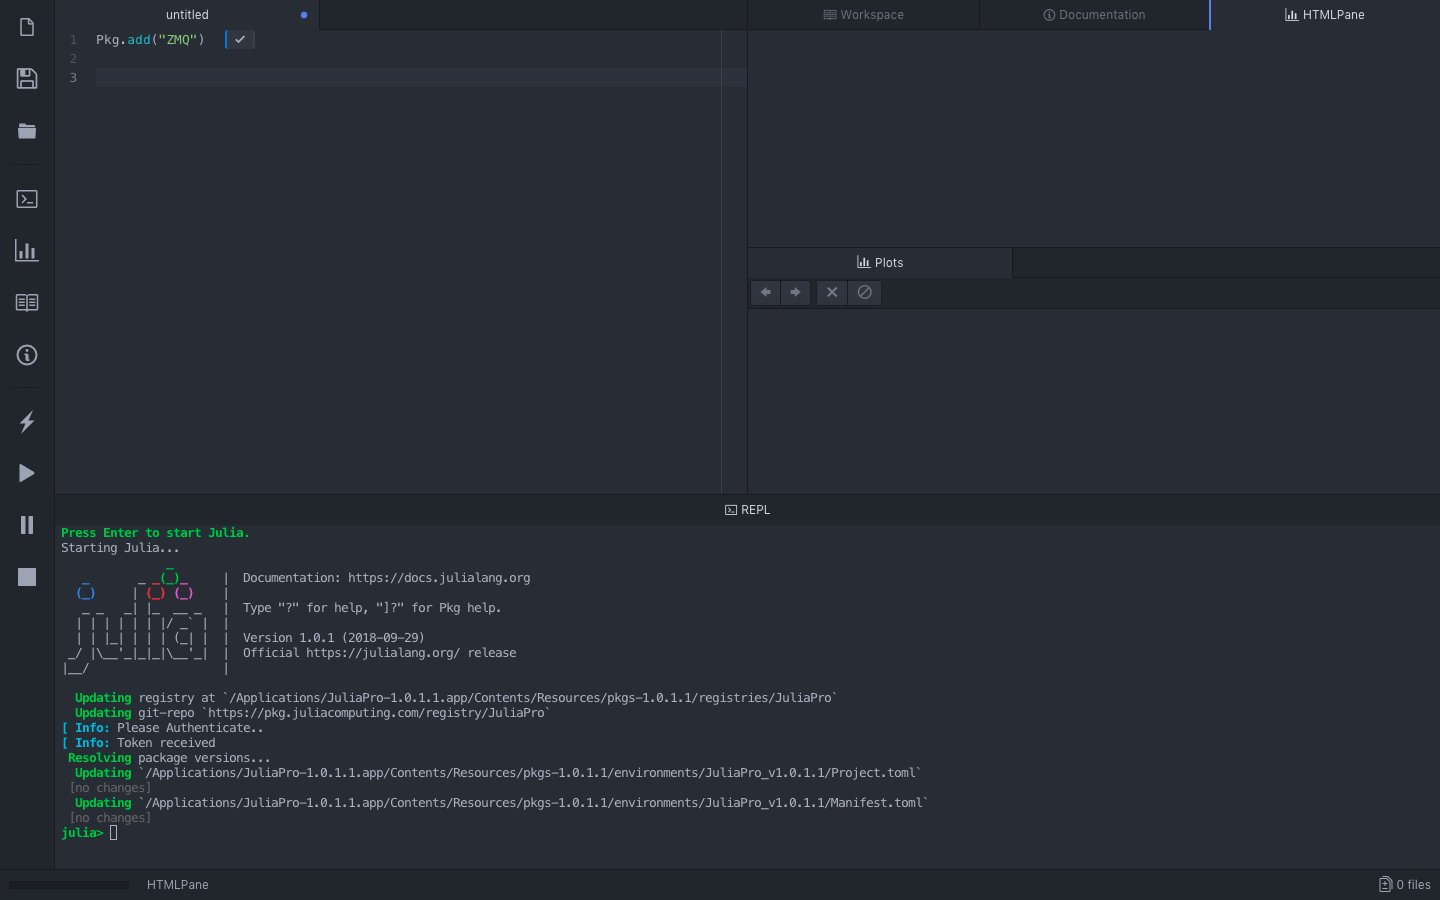 untitled
Workspace
Documentation
HTMLPane
1 Pkg.add("ZMQ")
2
3
Plots
REPL
Press Enter to start Julia.
Starting Julia...
               _
   _       _ _(_)_     |  Documentation: https://docs.julialang.org
  (_)     | (_) (_)    |
   _ _   _| |_  __ _   |  Type "?" for help, "]?" for Pkg help.
  | | | | | | |/ _` |  |
  | | |_| | | | (_| |  |  Version 1.0.1 (2018-09-29)
 _/ |\__'_|_|_|\__'_|  |  Official https://julialang.org/ release
|__/                   |
Updating registry at `/Applications/JuliaPro-1.0.1.1.app/Contents/Resources/pkgs-1.0.1.1/registries/JuliaPro`
Updating git-repo `https://pkg.juliacomputing.com/registry/JuliaPro`
[ Info: Please Authenticate..
[ Info: Token received
Resolving package versions...
Updating `/Applications/JuliaPro-1.0.1.1.app/Contents/Resources/pkgs-1.0.1.1/environments/JuliaPro_v1.0.1.1/Project.toml`
[no changes]
Updating `/Applications/JuliaPro-1.0.1.1.app/Contents/Resources/pkgs-1.0.1.1/environments/JuliaPro_v1.0.1.1/Manifest.toml`
[no changes]
julia>
HTMLPane
0 files